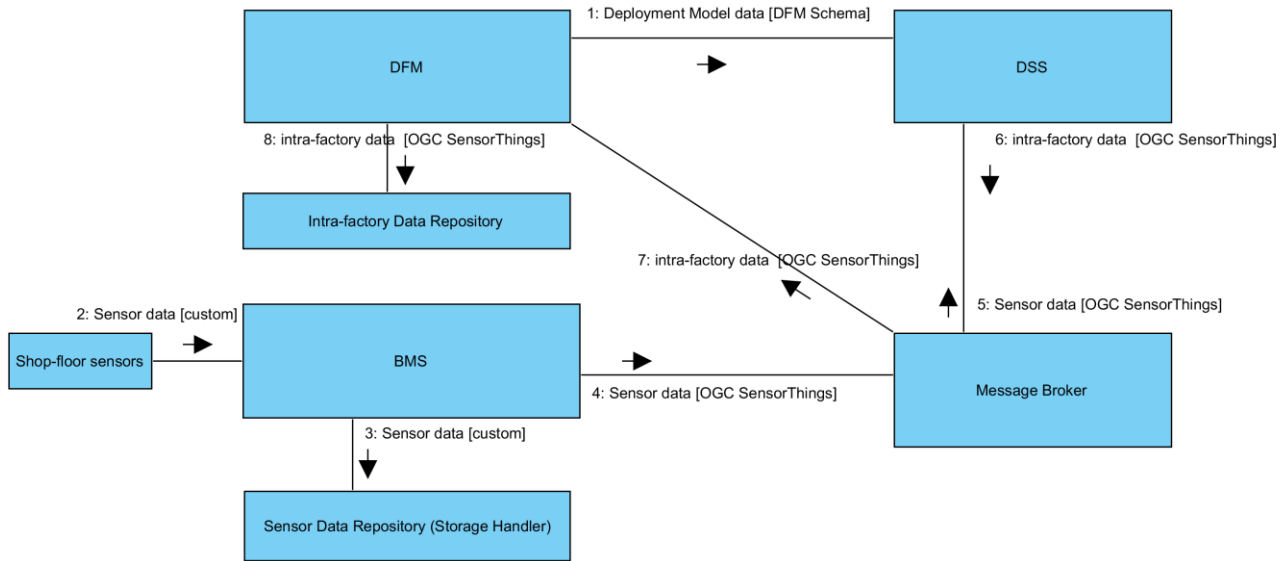 1: Deployment Model data [DFM Schema]
DFM
DSS
8: intra-factory data  [OGC SensorThings]
6: intra-factory data  [OGC SensorThings]
Intra-factory Data Repository
7: intra-factory data  [OGC SensorThings]
2: Sensor data [custom]
5: Sensor data [OGC SensorThings]
Shop-floor sensors
BMS
4: Sensor data [OGC SensorThings]
Message Broker
3: Sensor data [custom]
Sensor Data Repository (Storage Handler)